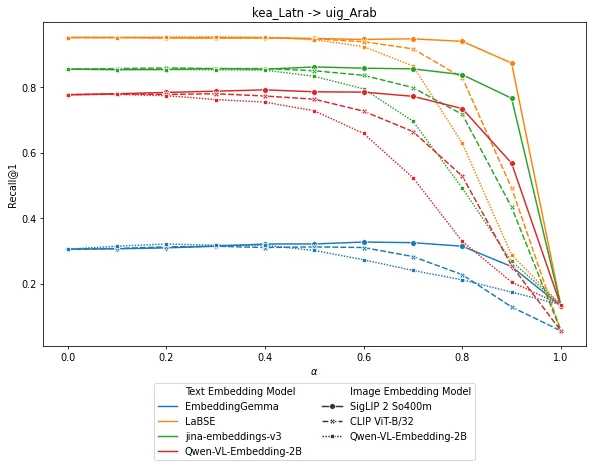 kea_Latn -> uig_Arab
Recall@1
0.8
0.6
0.4
0.2
0.0 0.2 0.4 0.6 0.8 1.0
α
Text Embedding Model Image Embedding Model
EmbeddingGemma SigLIP 2 So400m
LaBSE CLIP ViT-B/32
jina-embeddings-v3 Qwen-VL-Embedding-2B
Qwen-VL-Embedding-2B